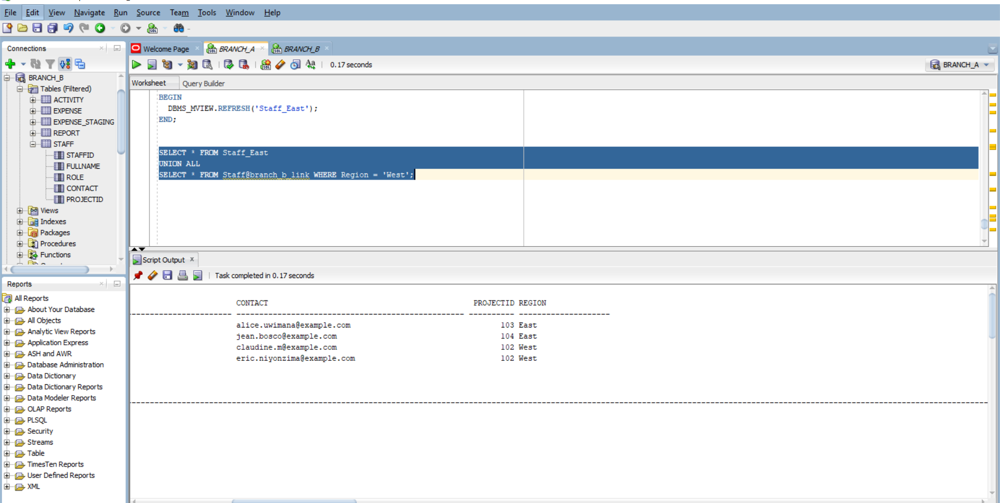 File Edit View Navigate Run Source Team Tools Window Help
Connections
BRANCH_B
Tables (Filtered)
ACTIVITY
EXPENSE
EXPENSE_STAGING
REPORT
STAFF
STAFFID
FULLNAME
ROLE
CONTACT
PROJECTID
Views
Indexes
Packages
Procedures
Functions
Reports
All Reports
About Your Database
All Objects
Analytic View Reports
Application Express
ASH and AWR
Database Administration
Data Dictionary
Data Dictionary Reports
Data Modeler Reports
OLAP Reports
PLSQL
Security
Streams
Table
TimesTen Reports
User Defined Reports
XML
Welcome Page BRANCH_A BRANCH_B
0.17 seconds BRANCH_A
Worksheet Query Builder
BEGIN
DBMS_MVIEW.REFRESH('Staff_East');
END;
SELECT * FROM Staff_East
UNION ALL
SELECT * FROM Staff@branch_b_link WHERE Region = 'West';
Script Output
Task completed in 0.17 seconds
CONTACT PROJECTID REGION
alice.uwimana@example.com 103 East
jean.bosco@example.com 104 East
claudine.m@example.com 102 West
eric.niyonzima@example.com 102 West